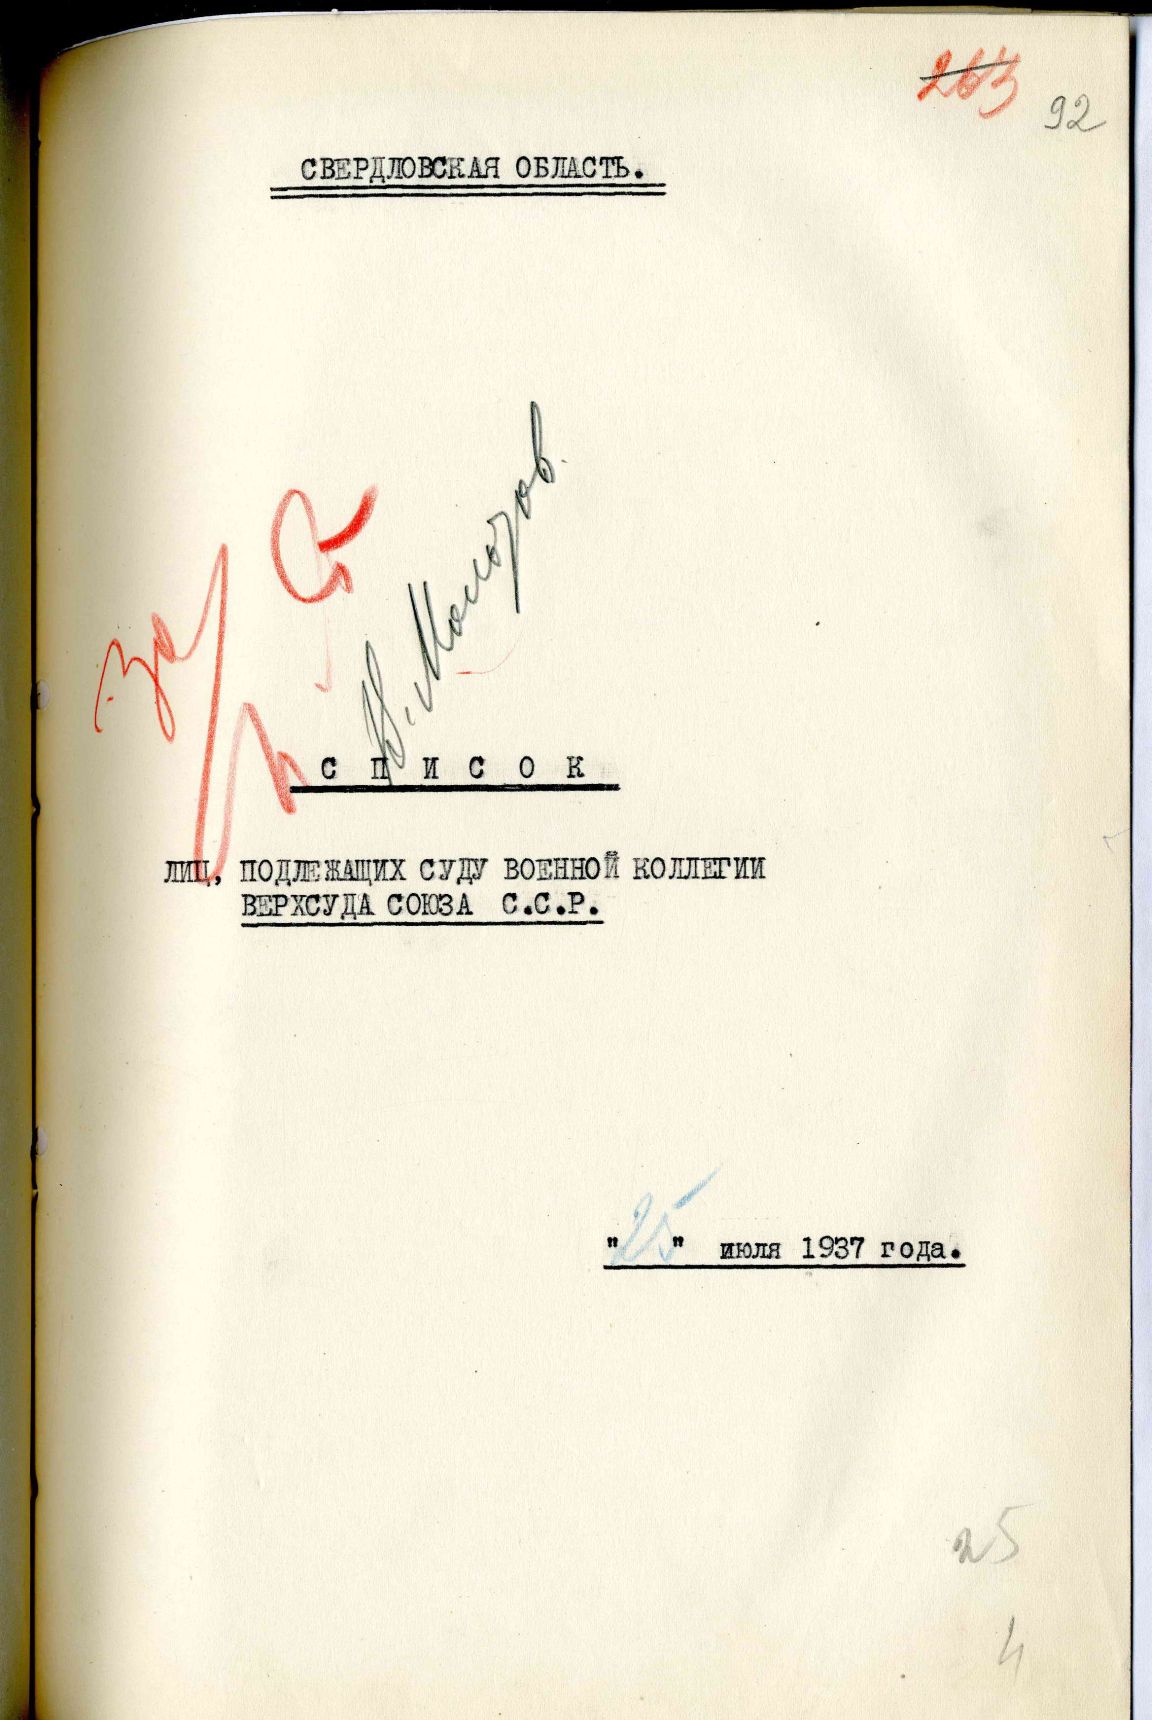 263 92
СВЕРДЛОВСКАЯ ОБЛАСТЬ.
за
В. Молотов.
С П И С О К
ЛИЦ, ПОДЛЕЖАЩИХ СУДУ ВОЕННОЙ КОЛЛЕГИИ
ВЕРХСУДА СОЮЗА С.С.Р.
"25" июля 1937 года.
25
4